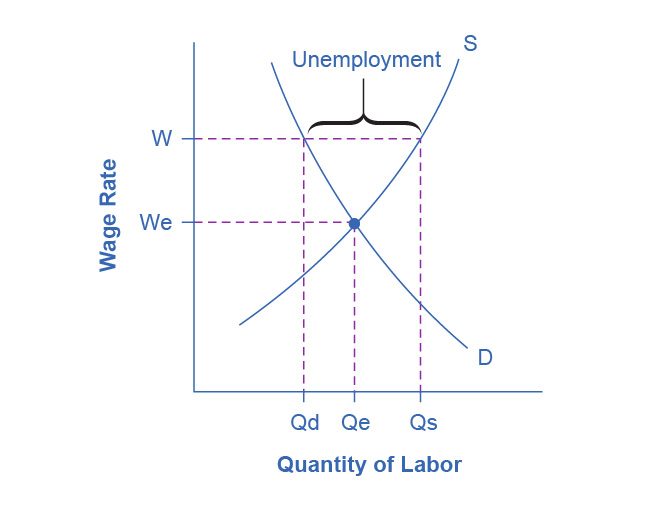 S
Unemployment
W
We
Wage Rate
D
Qd Qe Qs
Quantity of Labor